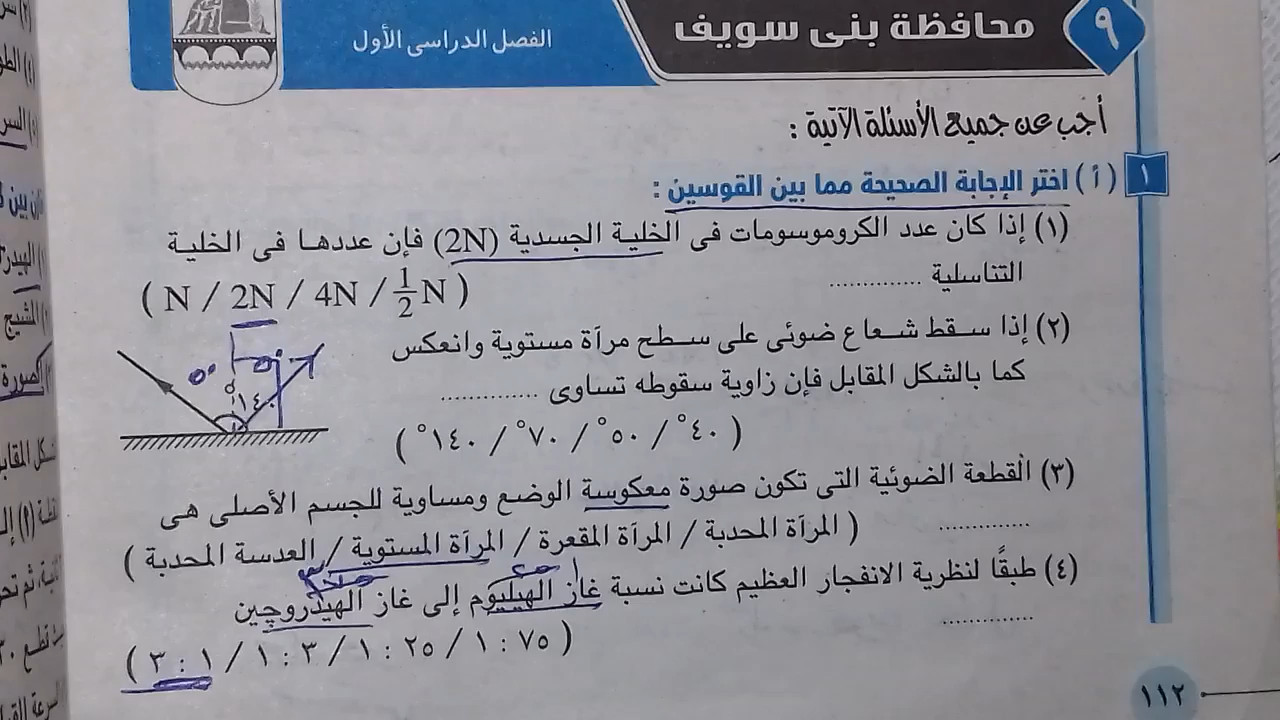 ٩
محافظة بنى سويف
الفصل الدراسى الأول
أجب عن جميع الأسئلة الآتية :
١ ( أ ) اختر الإجابة الصحيحة مما بين القوسين :
(١) إذا كان عدد الكروموسومات فى الخلية الجسدية (2N) فإن عددها فى الخلية
التناسلية ..............
( N / 2N / 4N / ½N )
(٢) إذا سقط شعاع ضوئى على سطح مرآة مستوية وانعكس
كما بالشكل المقابل فإن زاوية سقوطه تساوى ..............
( ٤٠° / ٥٠° / ٧٠° / ١٤٠° )
١٤٠
(٣) القطعة الضوئية التى تكون صورة معكوسة الوضع ومساوية للجسم الأصلى هى
..............
( المرآة المحدبة / المرآة المقعرة / المرآة المستوية / العدسة المحدبة )
(٤) طبقًا لنظرية الانفجار العظيم كانت نسبة غاز الهيليوم إلى غاز الهيدروچين
..............
( ٧٥ : ١ / ٢٥ : ١ / ٣ : ١ / ١ : ٣ )
١١٢